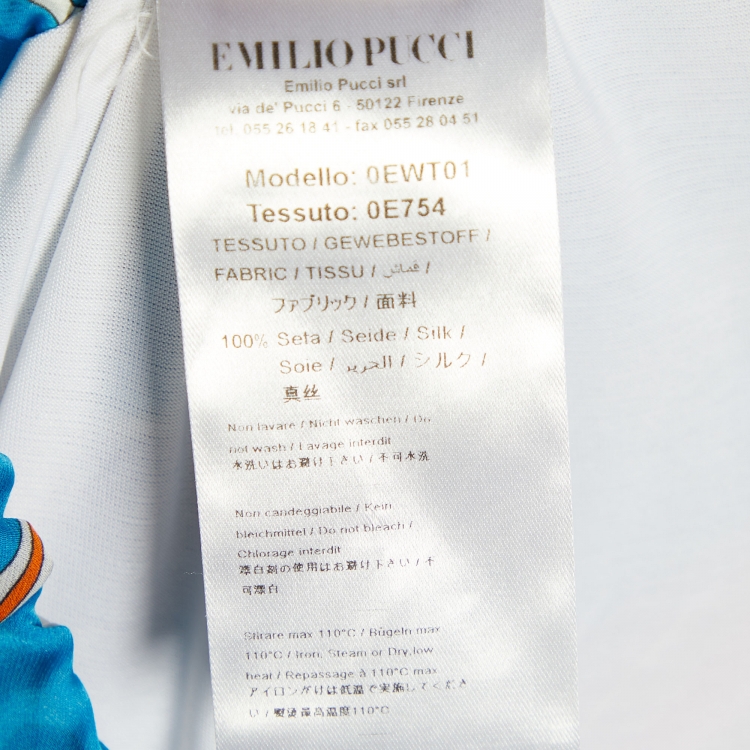 EMILIO PUCCI
Emilio Pucci srl
via de' Pucci 6 - 50122 Firenze
tel. 055 26 18 41 - fax 055 28 04 51
Modello: 0EWT01
Tessuto: 0E754
TESSUTO / GEWEBESTOFF /
FABRIC / TISSU / قماش /
ファブリック / 面料
100% Seta / Seide / Silk /
Soie / الحرير / シルク /
真丝
Non lavare / Nicht waschen / Do
not wash / Lavage interdit
水洗いはお避け下さい / 不可水洗
Non candeggiabile / Kein
bleichmittel / Do not bleach /
Chlorage interdit
漂白剤の使用はお避け下さい / 不
可漂白
Stirare max 110°C / Bügeln max
110°C / Iron, Steam or Dry, low
heat / Repassage à 110°C max
アイロンがけは低温で実施してくださ
い / 熨烫最高温度110°C